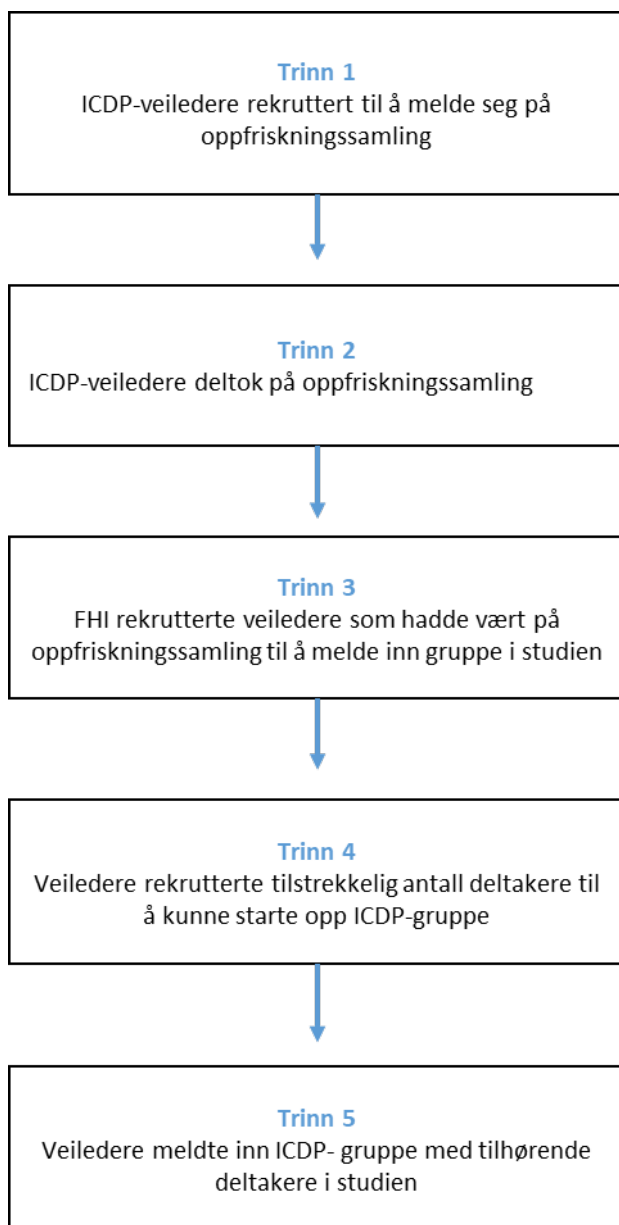 Trinn 1
ICDP-veiledere rekruttert til å melde seg på
oppfriskningssamling
Trinn 2
ICDP-veiledere deltok på oppfriskningssamling
Trinn 3
FHI rekrutterte veiledere som hadde vært på
oppfriskningssamling til å melde inn gruppe i studien
Trinn 4
Veiledere rekrutterte tilstrekkelig antall deltakere til
å kunne starte opp ICDP-gruppe
Trinn 5
Veiledere meldte inn ICDP- gruppe med tilhørende
deltakere i studien